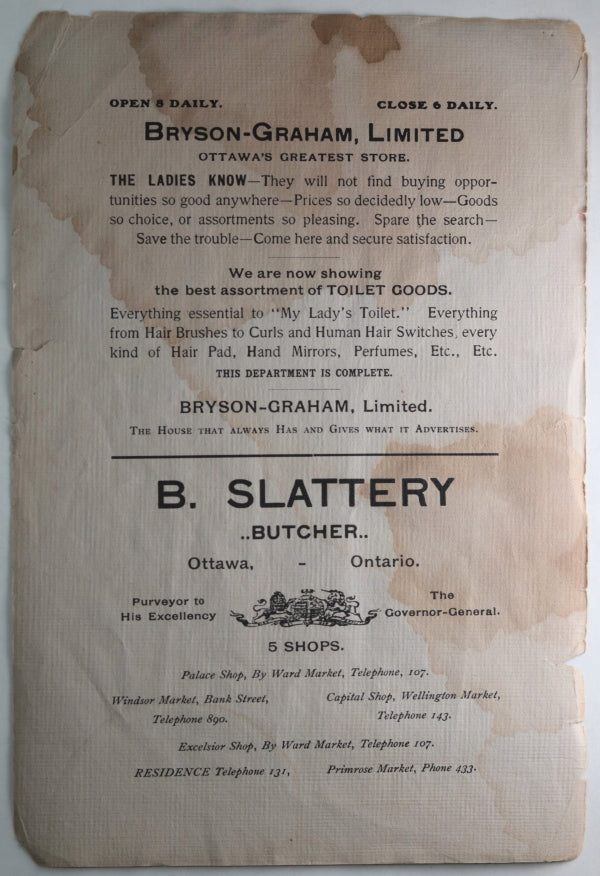 OPEN 8 DAILY. CLOSE 6 DAILY.
BRYSON-GRAHAM, LIMITED
OTTAWA'S GREATEST STORE.
THE LADIES KNOW—They will not find buying oppor-
tunities so good anywhere—Prices so decidedly low—Goods
so choice, or assortments so pleasing. Spare the search—
Save the trouble—Come here and secure satisfaction.
We are now showing
the best assortment of TOILET GOODS.
Everything essential to "My Lady's Toilet." Everything
from Hair Brushes to Curls and Human Hair Switches, every
kind of Hair Pad, Hand Mirrors, Perfumes, Etc., Etc.
THIS DEPARTMENT IS COMPLETE.
BRYSON-GRAHAM, Limited.
THE HOUSE THAT ALWAYS HAS AND GIVES WHAT IT ADVERTISES.
B. SLATTERY
..BUTCHER..
Ottawa, - Ontario.
Purveyor to The
His Excellency Governor-General.
5 SHOPS.
Palace Shop, By Ward Market, Telephone, 107.
Windsor Market, Bank Street, Capital Shop, Wellington Market,
Telephone 890. Telephone 143.
Excelsior Shop, By Ward Market, Telephone 107.
RESIDENCE Telephone 131, Primrose Market, Phone 433.